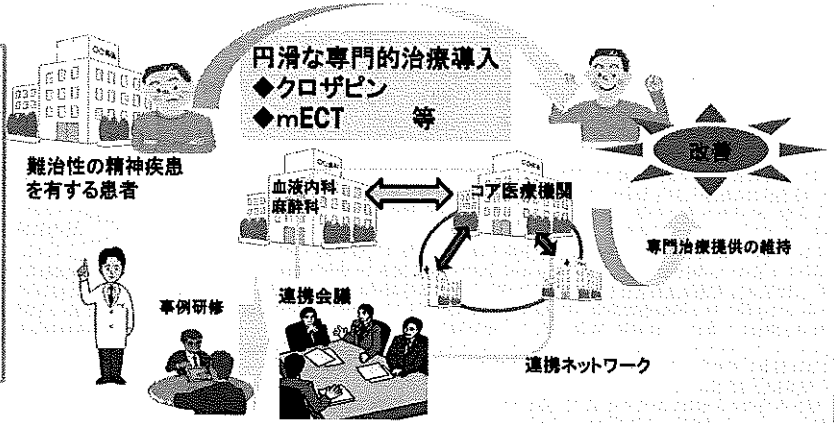 円滑な専門的治療導入
◆クロザピン
◆mECT 等
難治性の精神疾患
を有する患者
血液内科
麻酔科
コア医療機関
改善
専門治療提供の維持
事例研修
連携会議
連携ネットワーク